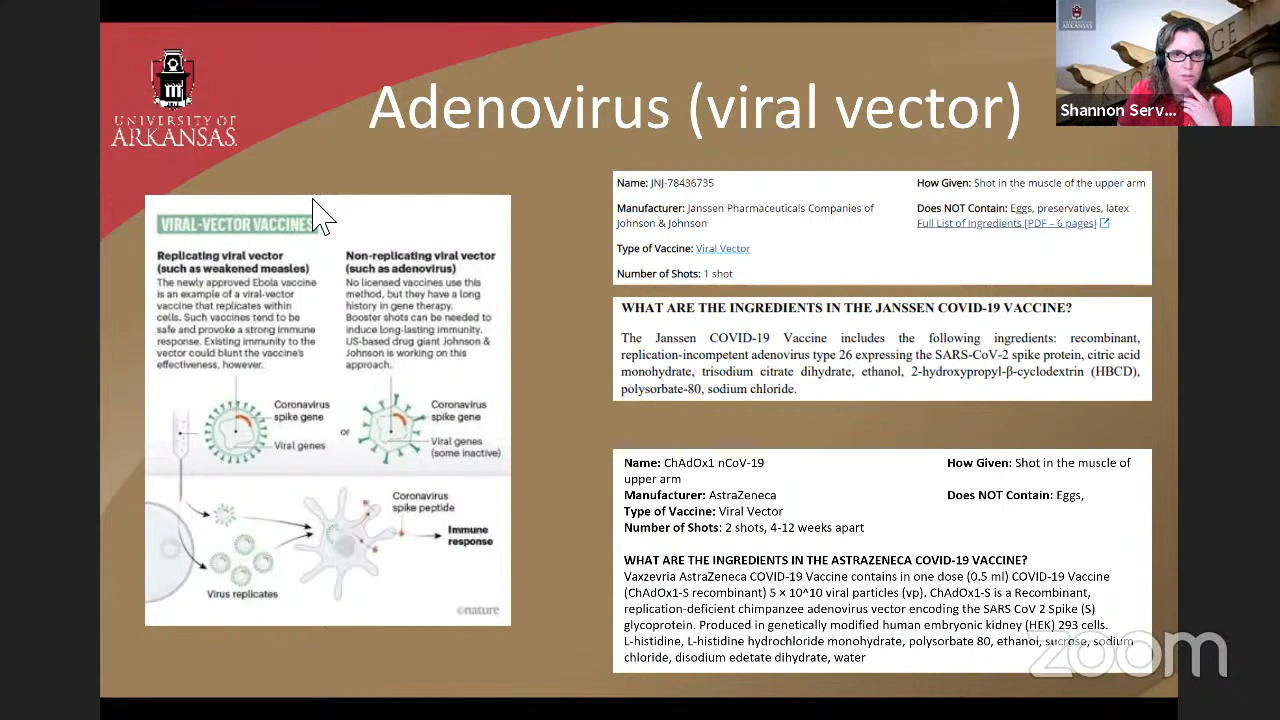 UNIVERSITY OF
ARKANSAS
Adenovirus (viral vector)
Shannon Serv...
VIRAL-VECTOR VACCINES
Replicating viral vector
(such as weakened measles)
The newly approved Ebola vaccine
is an example of a viral-vector
vaccine that replicates within
cells. Such vaccines tend to be
safe and provoke a strong immune
response. Existing immunity to the
vector could blunt the vaccine's
effectiveness, however.
Non-replicating viral vector
(such as adenovirus)
No licensed vaccines use this
method, but they have a long
history in gene therapy.
Booster shots can be needed to
induce long-lasting immunity.
US-based drug giant Johnson &
Johnson is working on this
approach.
Coronavirus
spike gene
Viral genes
or
Coronavirus
spike gene
Viral genes
(some inactive)
Coronavirus
spike peptide
Immune
response
Virus replicates
©nature
Name: JNJ-78436735
Manufacturer: Janssen Pharmaceuticals Companies of
Johnson & Johnson
Type of Vaccine: Viral Vector
Number of Shots: 1 shot
How Given: Shot in the muscle of the upper arm
Does NOT Contain: Eggs, preservatives, latex
Full List of Ingredients [PDF – 6 pages]
WHAT ARE THE INGREDIENTS IN THE JANSSEN COVID-19 VACCINE?
The Janssen COVID-19 Vaccine includes the following ingredients: recombinant,
replication-incompetent adenovirus type 26 expressing the SARS-CoV-2 spike protein, citric acid
monohydrate, trisodium citrate dihydrate, ethanol, 2-hydroxypropyl-β-cyclodextrin (HBCD),
polysorbate-80, sodium chloride.
Name: ChAdOx1 nCoV-19 How Given: Shot in the muscle of
upper arm
Manufacturer: AstraZeneca Does NOT Contain: Eggs,
Type of Vaccine: Viral Vector
Number of Shots: 2 shots, 4-12 weeks apart
WHAT ARE THE INGREDIENTS IN THE ASTRAZENECA COVID-19 VACCINE?
Vaxzevria AstraZeneca COVID-19 Vaccine contains in one dose (0.5 ml) COVID-19 Vaccine
(ChAdOx1-S recombinant) 5 × 10^10 viral particles (vp). ChAdOx1-S is a Recombinant,
replication-deficient chimpanzee adenovirus vector encoding the SARS CoV 2 Spike (S)
glycoprotein. Produced in genetically modified human embryonic kidney (HEK) 293 cells.
L-histidine, L-histidine hydrochloride monohydrate, polysorbate 80, ethanol, sucrose, sodium
chloride, disodium edetate dihydrate, water
zoom